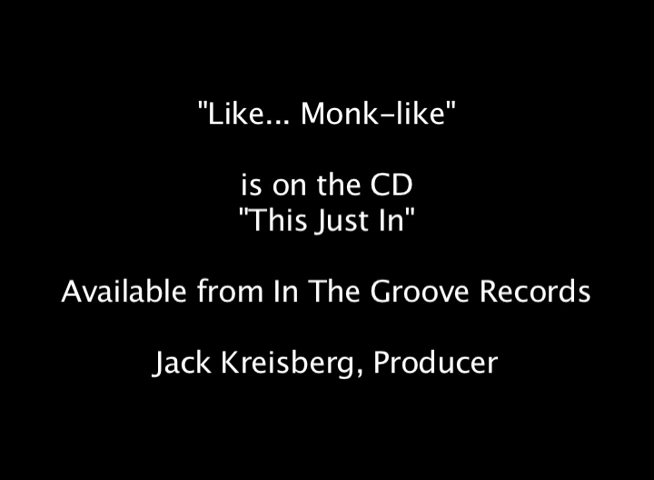 "Like... Monk-like"
is on the CD
"This Just In"
Available from In The Groove Records
Jack Kreisberg, Producer